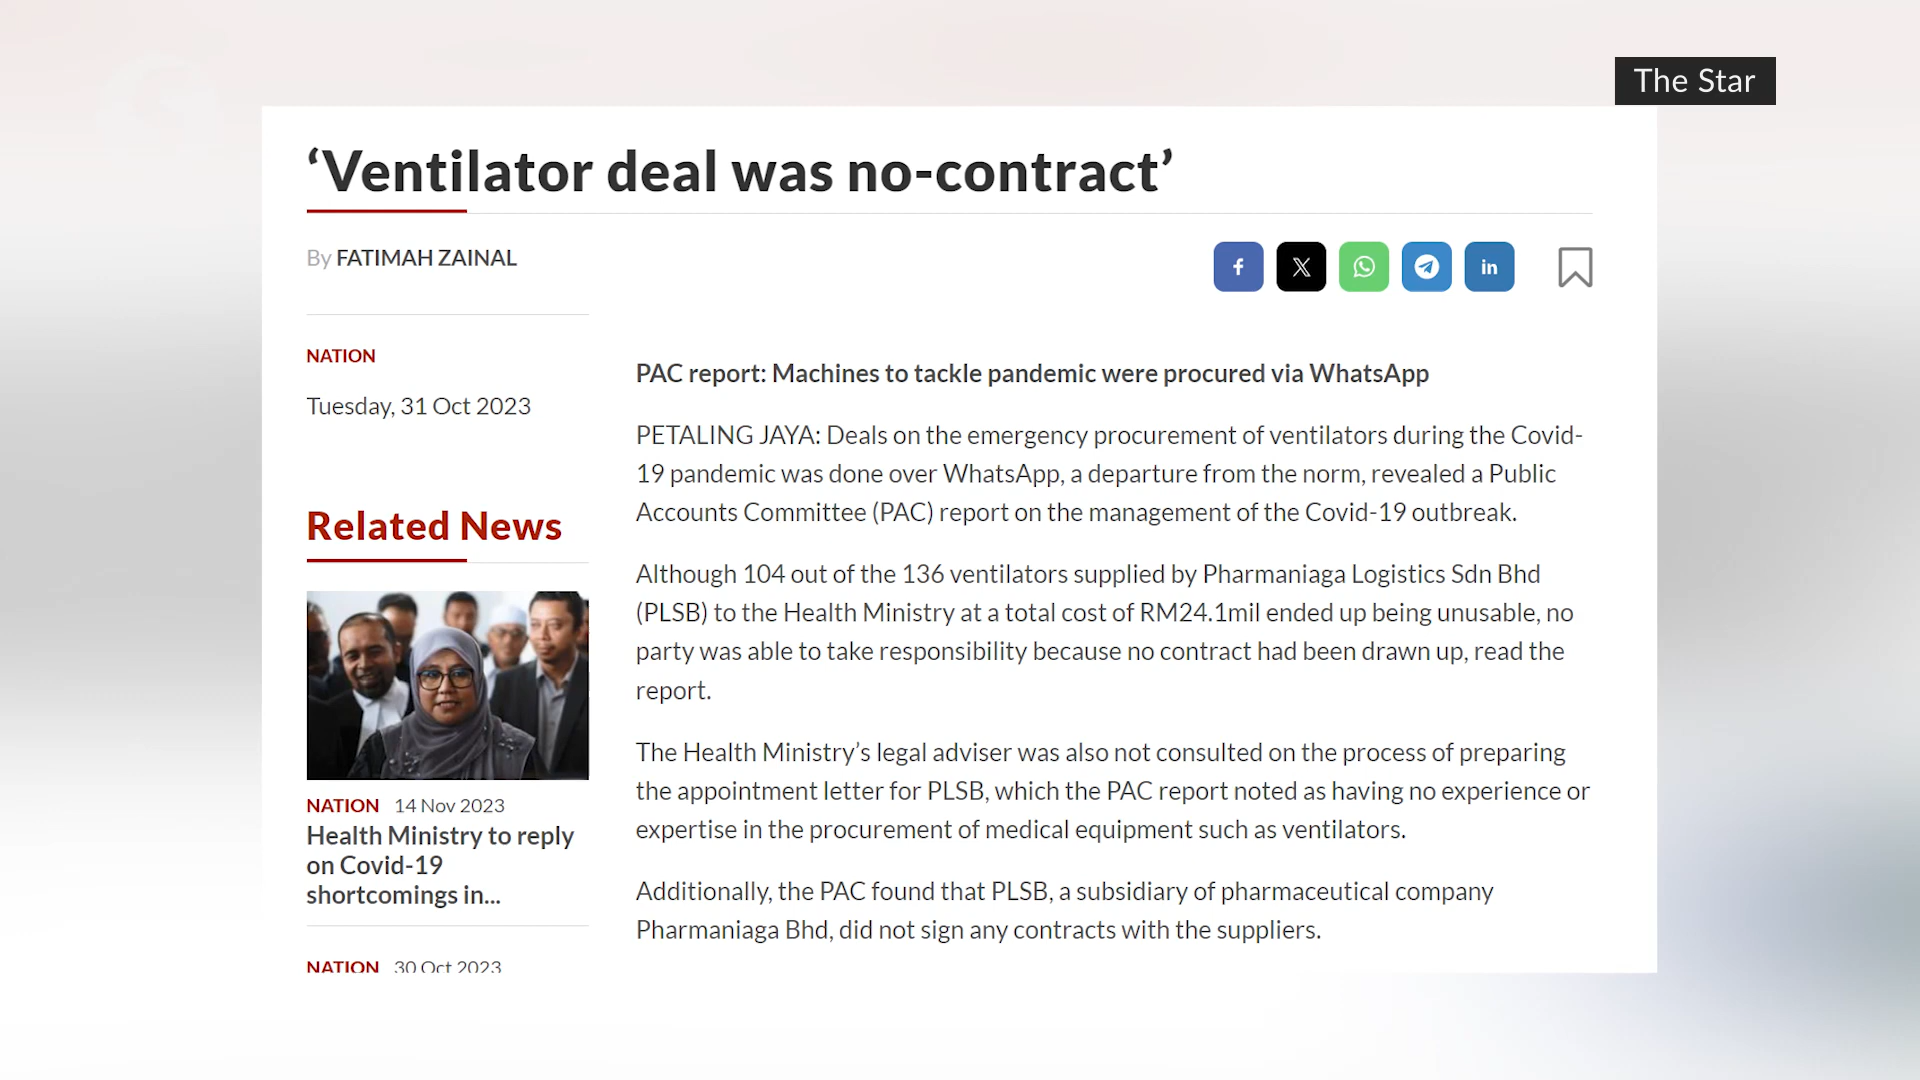 The Star
‘Ventilator deal was no-contract’
By FATIMAH ZAINAL
NATION
Tuesday, 31 Oct 2023
Related News
NATION 14 Nov 2023
Health Ministry to reply
on Covid-19
shortcomings in...
NATION 30 Oct 2023
PAC report: Machines to tackle pandemic were procured via WhatsApp
PETALING JAYA: Deals on the emergency procurement of ventilators during the Covid-
19 pandemic was done over WhatsApp, a departure from the norm, revealed a Public
Accounts Committee (PAC) report on the management of the Covid-19 outbreak.
Although 104 out of the 136 ventilators supplied by Pharmaniaga Logistics Sdn Bhd
(PLSB) to the Health Ministry at a total cost of RM24.1mil ended up being unusable, no
party was able to take responsibility because no contract had been drawn up, read the
report.
The Health Ministry’s legal adviser was also not consulted on the process of preparing
the appointment letter for PLSB, which the PAC report noted as having no experience or
expertise in the procurement of medical equipment such as ventilators.
Additionally, the PAC found that PLSB, a subsidiary of pharmaceutical company
Pharmaniaga Bhd, did not sign any contracts with the suppliers.